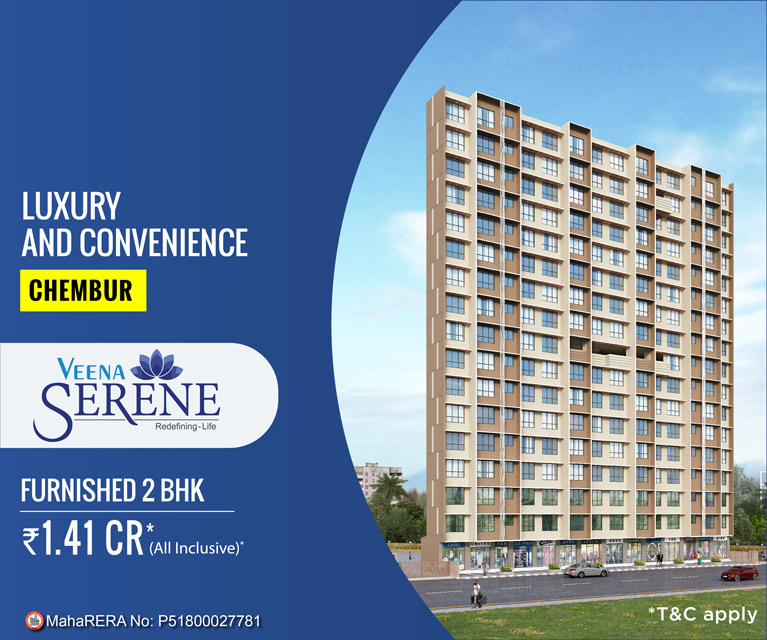 LUXURY
AND CONVENIENCE
CHEMBUR
VEENA
SERENE
Redefining-Life
FURNISHED 2 BHK
₹1.41 CR* (All Inclusive)*
MahaRERA No: P51800027781
*T&C apply